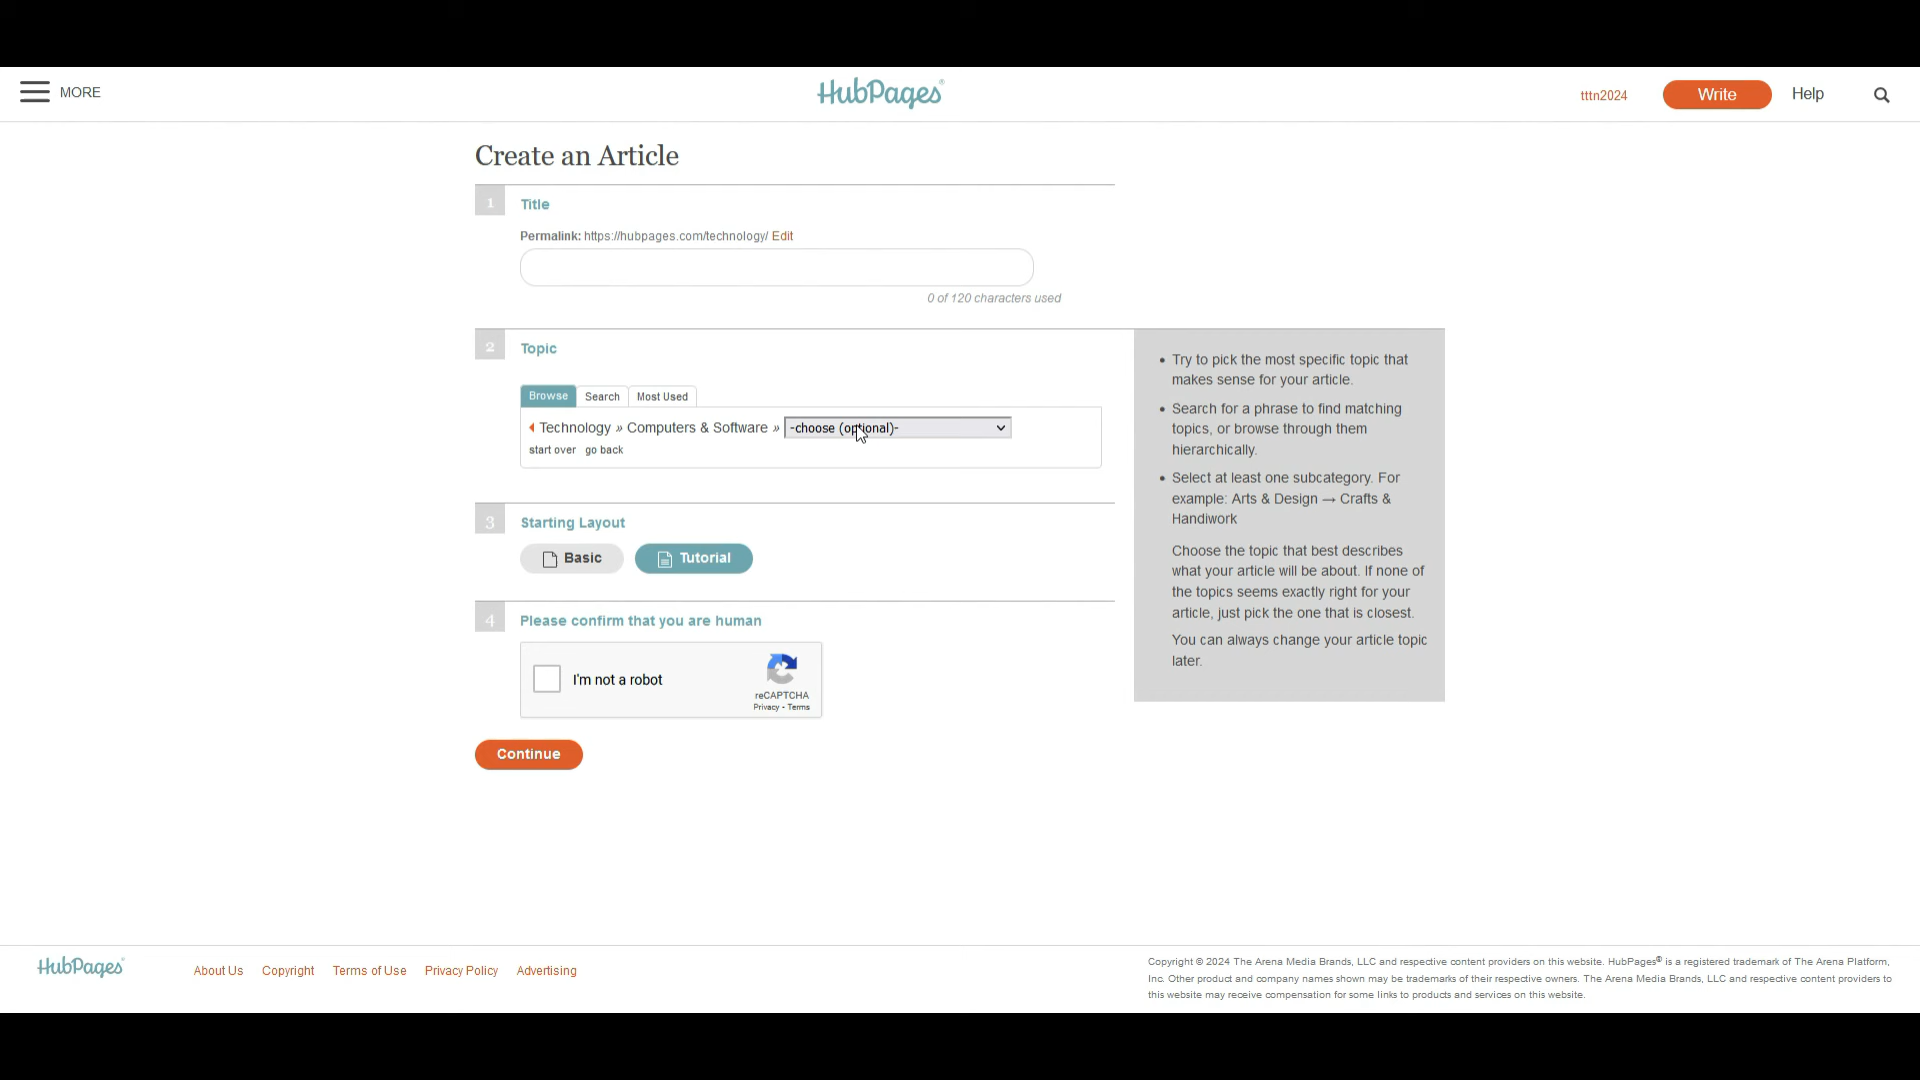 MORE
HubPages®
tttn2024
Write
Help
Create an Article
1
Title
Permalink: https://hubpages.com/technology/ Edit
0 of 120 characters used
2
Topic
Browse
Search
Most Used
Technology » Computers & Software »
-choose (optional)-
start over
go back
• Try to pick the most specific topic that
makes sense for your article.
• Search for a phrase to find matching
topics, or browse through them
hierarchically.
• Select at least one subcategory. For
example: Arts & Design → Crafts &
Handiwork
Choose the topic that best describes
what your article will be about. If none of
the topics seems exactly right for your
article, just pick the one that is closest.
You can always change your article topic
later.
3
Starting Layout
Basic
Tutorial
4
Please confirm that you are human
I'm not a robot
reCAPTCHA
Privacy - Terms
Continue
HubPages®
About Us
Copyright
Terms of Use
Privacy Policy
Advertising
Copyright © 2024 The Arena Media Brands, LLC and respective content providers on this website. HubPages® is a registered trademark of The Arena Platform,
Inc. Other product and company names shown may be trademarks of their respective owners. The Arena Media Brands, LLC and respective content providers to
this website may receive compensation for some links to products and services on this website.